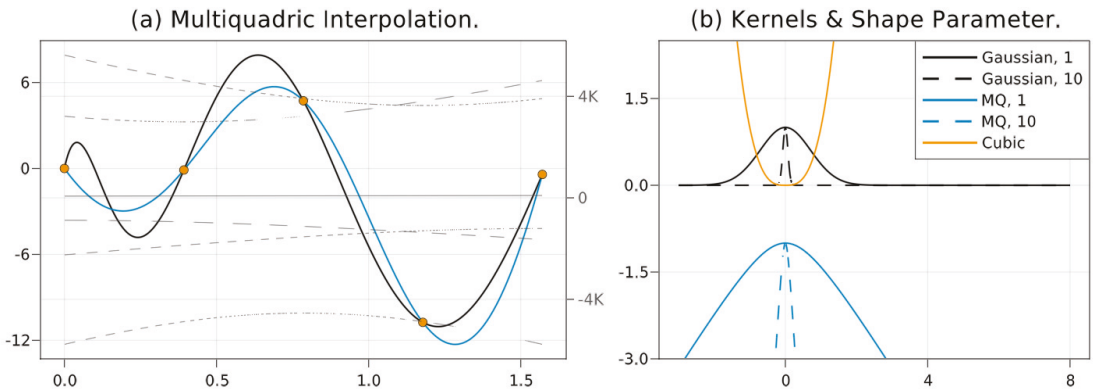 (a) Multiquadric Interpolation.
6
0
-6
-12
4K
0
-4K
0.0
0.5
1.0
1.5
(b) Kernels & Shape Parameter.
1.5
0.0
-1.5
-3.0
0
4
8
Gaussian, 1
Gaussian, 10
MQ, 1
MQ, 10
Cubic